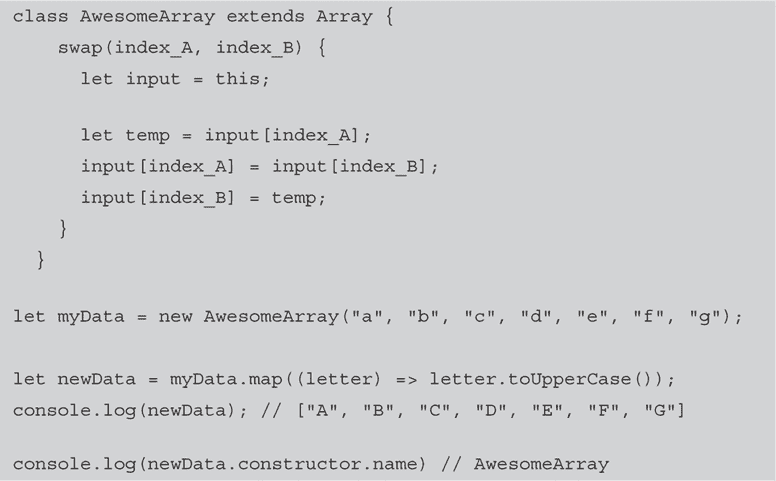 class AwesomeArray extends Array {
    swap(index_A, index_B) {
      let input = this;

      let temp = input[index_A];
      input[index_A] = input[index_B];
      input[index_B] = temp;
    }
  }

let myData = new AwesomeArray("a", "b", "c", "d", "e", "f", "g");

let newData = myData.map((letter) => letter.toUpperCase());
console.log(newData); // ["A", "B", "C", "D", "E", "F", "G"]

console.log(newData.constructor.name) // AwesomeArray